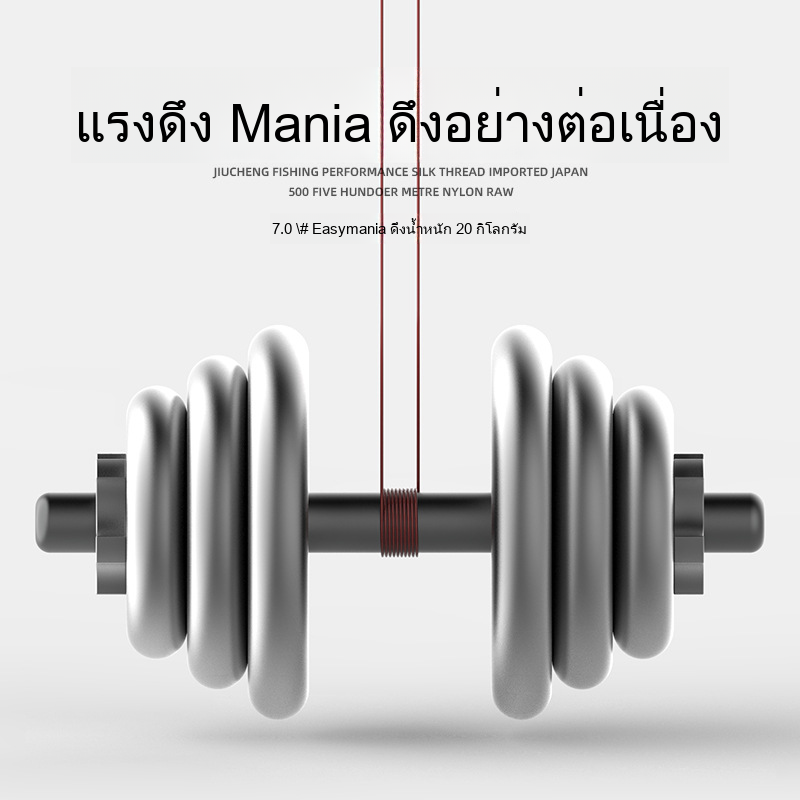 แรงดึง Mania ดึงอย่างต่อเนื่อง
JIUCHENG FISHING PERFORMANCE SILK THREAD IMPORTED JAPAN
500 FIVE HUNDOER METRE NYLON RAW
7.0 \# Easymania ดึงน้ำหนัก 20 กิโลกรัม